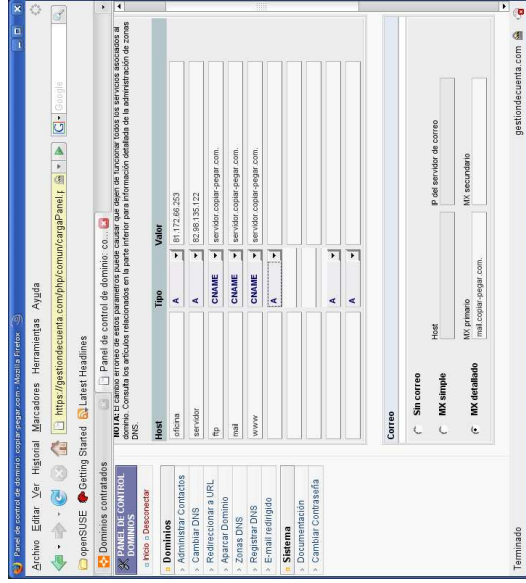 Panel de control de dominio: copiar-pegar.com - Mozilla Firefox
Archivo Editar Ver Historial Marcadores Herramientas Ayuda
https://gestiondecuenta.com/php/comun/cargaPanel.p
Google
openSUSE Getting Started Latest Headlines
Dominios contratados
Panel de control de dominio: co...
PANEL DE CONTROL
DOMINIOS
Inicio Desconectar
Dominios
Administrar Contactos
Cambiar DNS
Redireccionar a URL
Aparcar Dominio
Zonas DNS
Registrar DNS
E-mail redirigido
Sistema
Documentación
Cambiar Contraseña
NOTA: El cambio erroneo de estos parametros puede causar que dejen de funcionar todos los servicios asociados al
dominio. Consulta los artículos relacionados en la parte inferior para información detallada de la administración de zonas
DNS.
Host Tipo Valor
oficina A 81.172.66.253
servidor A 82.98.135.122
ftp CNAME servidor.copiar-pegar.com.
mail CNAME servidor.copiar-pegar.com.
www CNAME servidor.copiar-pegar.com.
A
A
A
Correo
Sin correo
MX simple
Host
IP del servidor de correo
MX detallado
MX primario
mail.copiar-pegar.com.
MX secundario
Terminado
gestiondecuenta.com